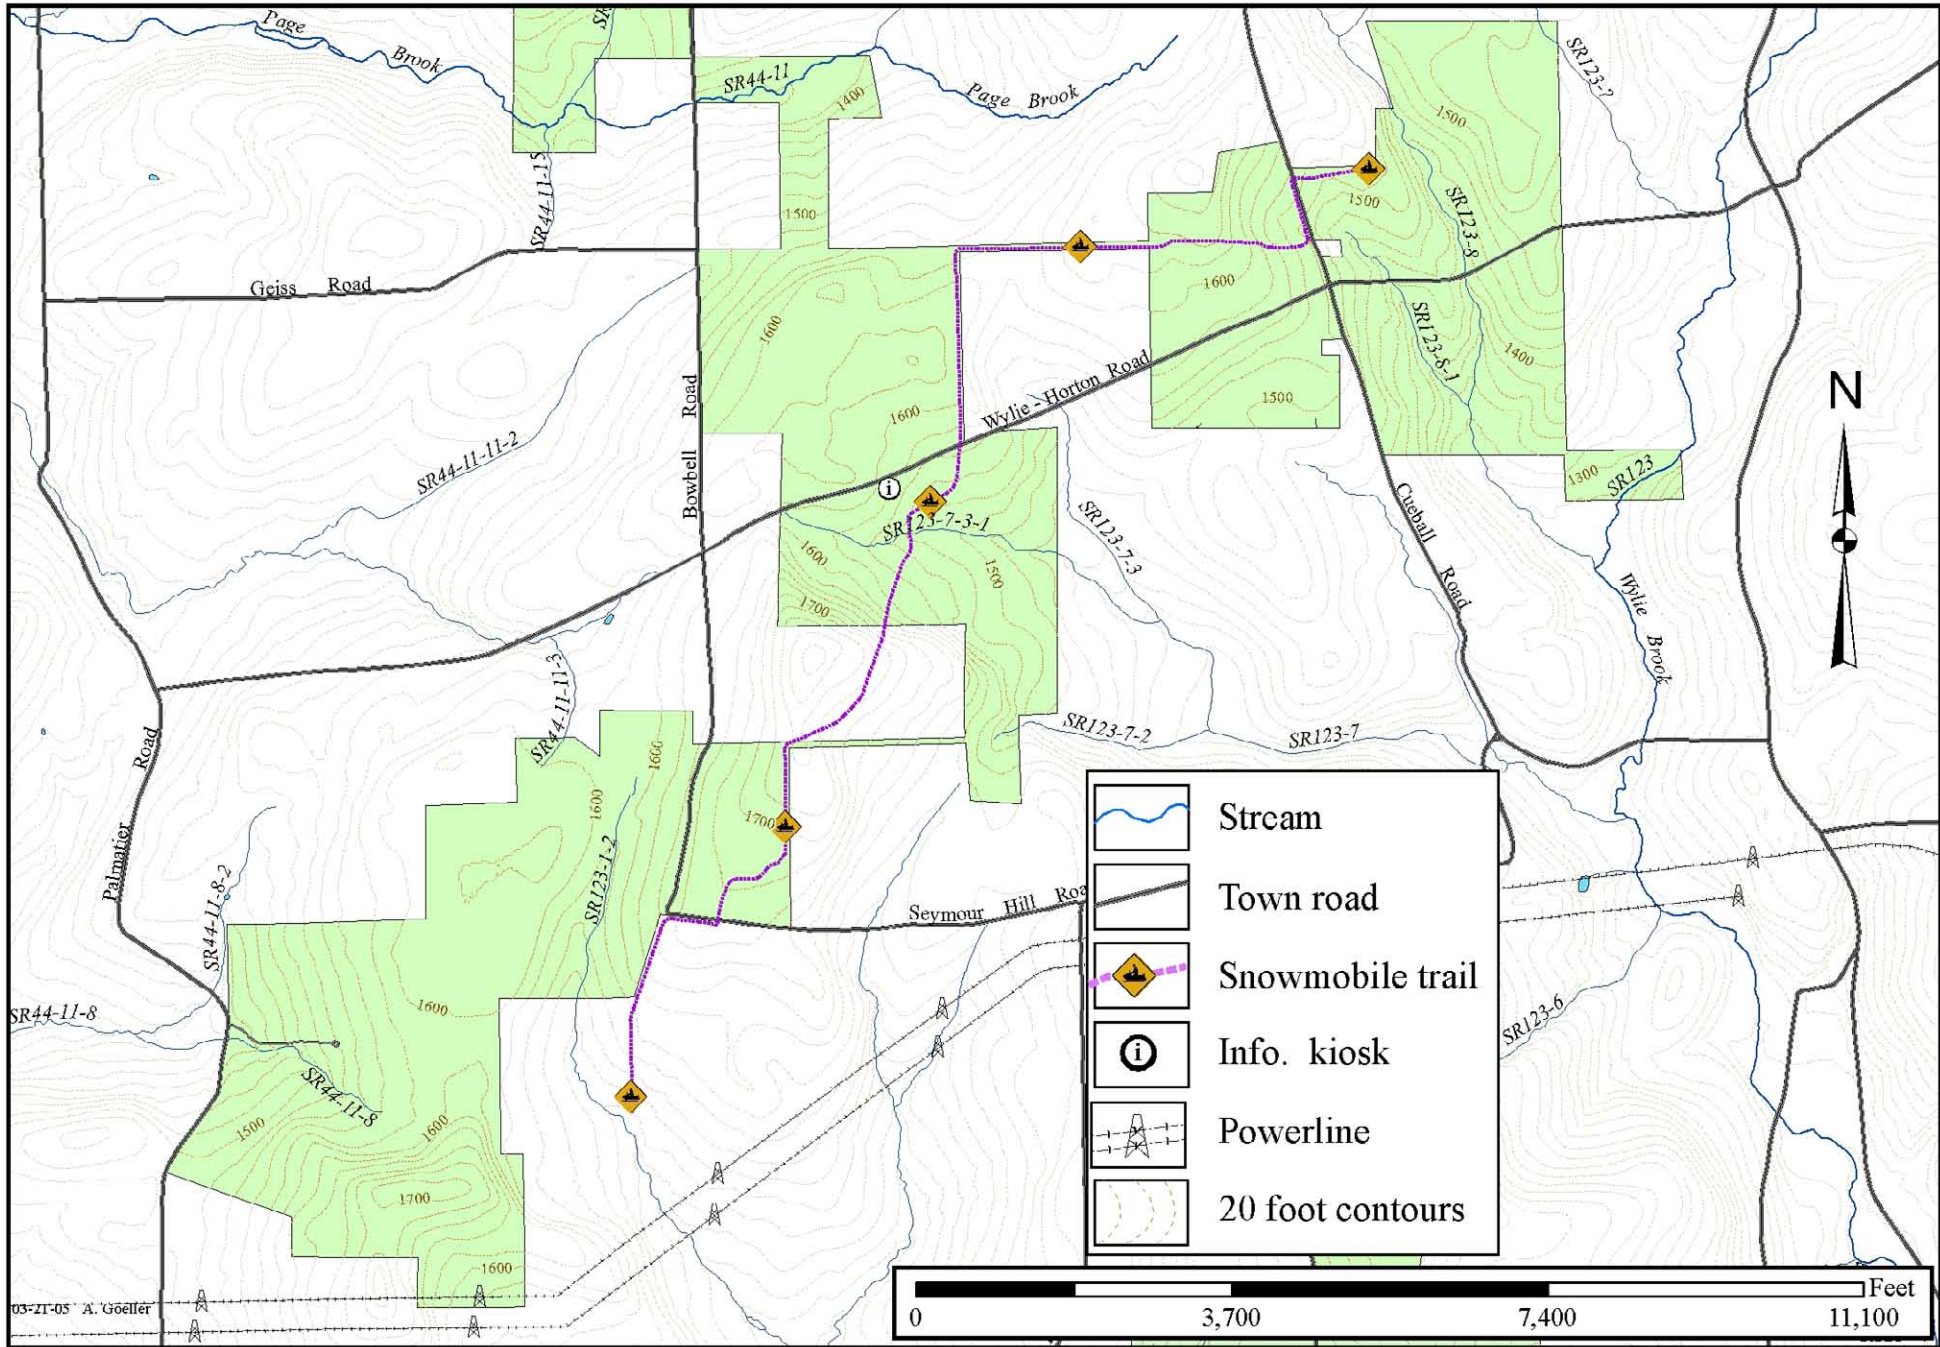 Page
Brook
SR44-11
1400
Page Brook
SR123-?
1500
SR44-11-15
1500
1500
SR123-8
Geiss Road
1600
1600
SR123-8-1
1400
Bowbell Road
Wylie - Horton Road
1500
1600
N
SR44-11-11-2
1300
SR123
SR123-7-3-1
SR123-7-3
Cueball
Road
1600
1500
1700
Wylie Brook
SR44-11-11-3
SR123-7-2
SR123-7
Palmatier Road
1600
1600
1700
SR123-1-2
SR44-11-8-2
Seymour Hill Roa
SR44-11-8
1600
SR123-6
SR44-11-8
1500
1600
1700
1600
Stream
Town road
Snowmobile trail
i
Info. kiosk
Powerline
20 foot contours
03-21-05 A. Goeller
Feet
0 3,700 7,400 11,100